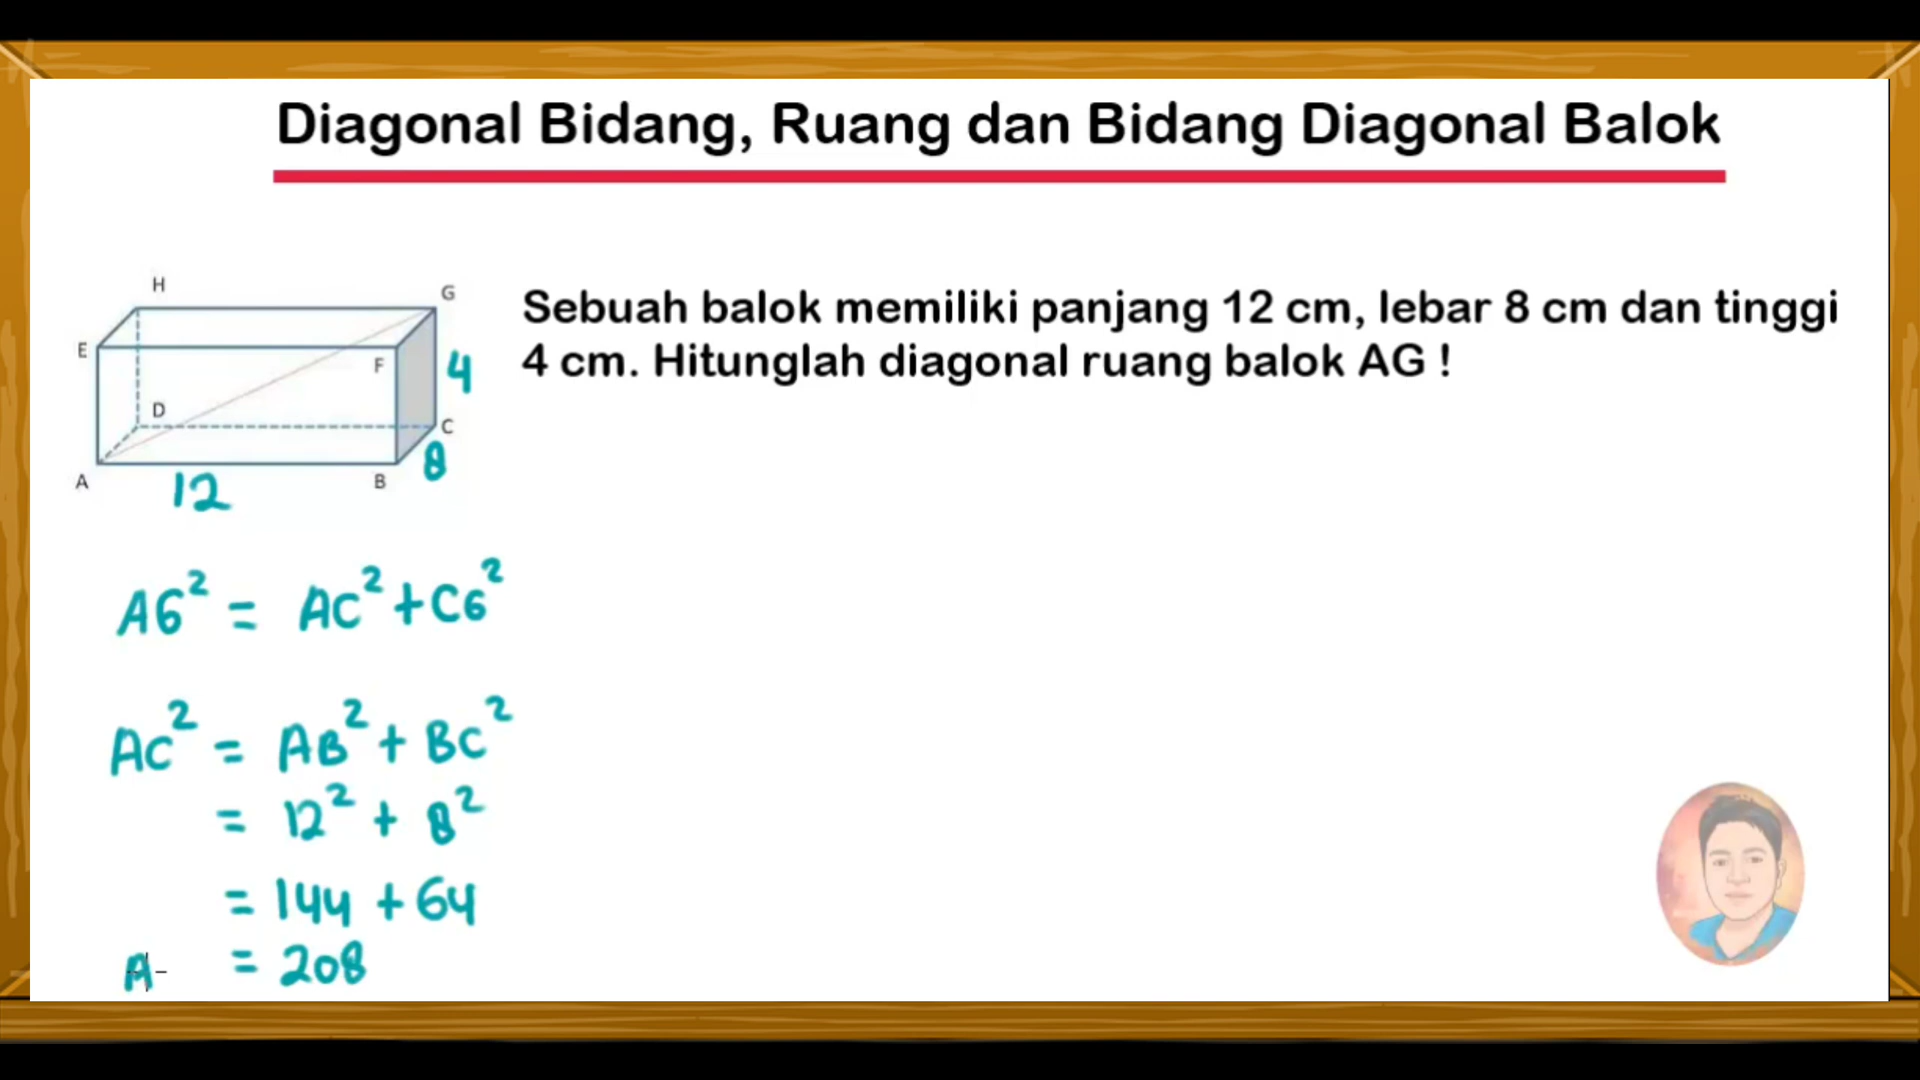 Diagonal Bidang, Ruang dan Bidang Diagonal Balok
H
G
E
F
4
D
C
8
A
12
B
Sebuah balok memiliki panjang 12 cm, lebar 8 cm dan tinggi
4 cm. Hitunglah diagonal ruang balok AG !
AG² = AC² + CG²
AC² = AB² + BC²
= 12² + 8²
= 144 + 64
A = 208